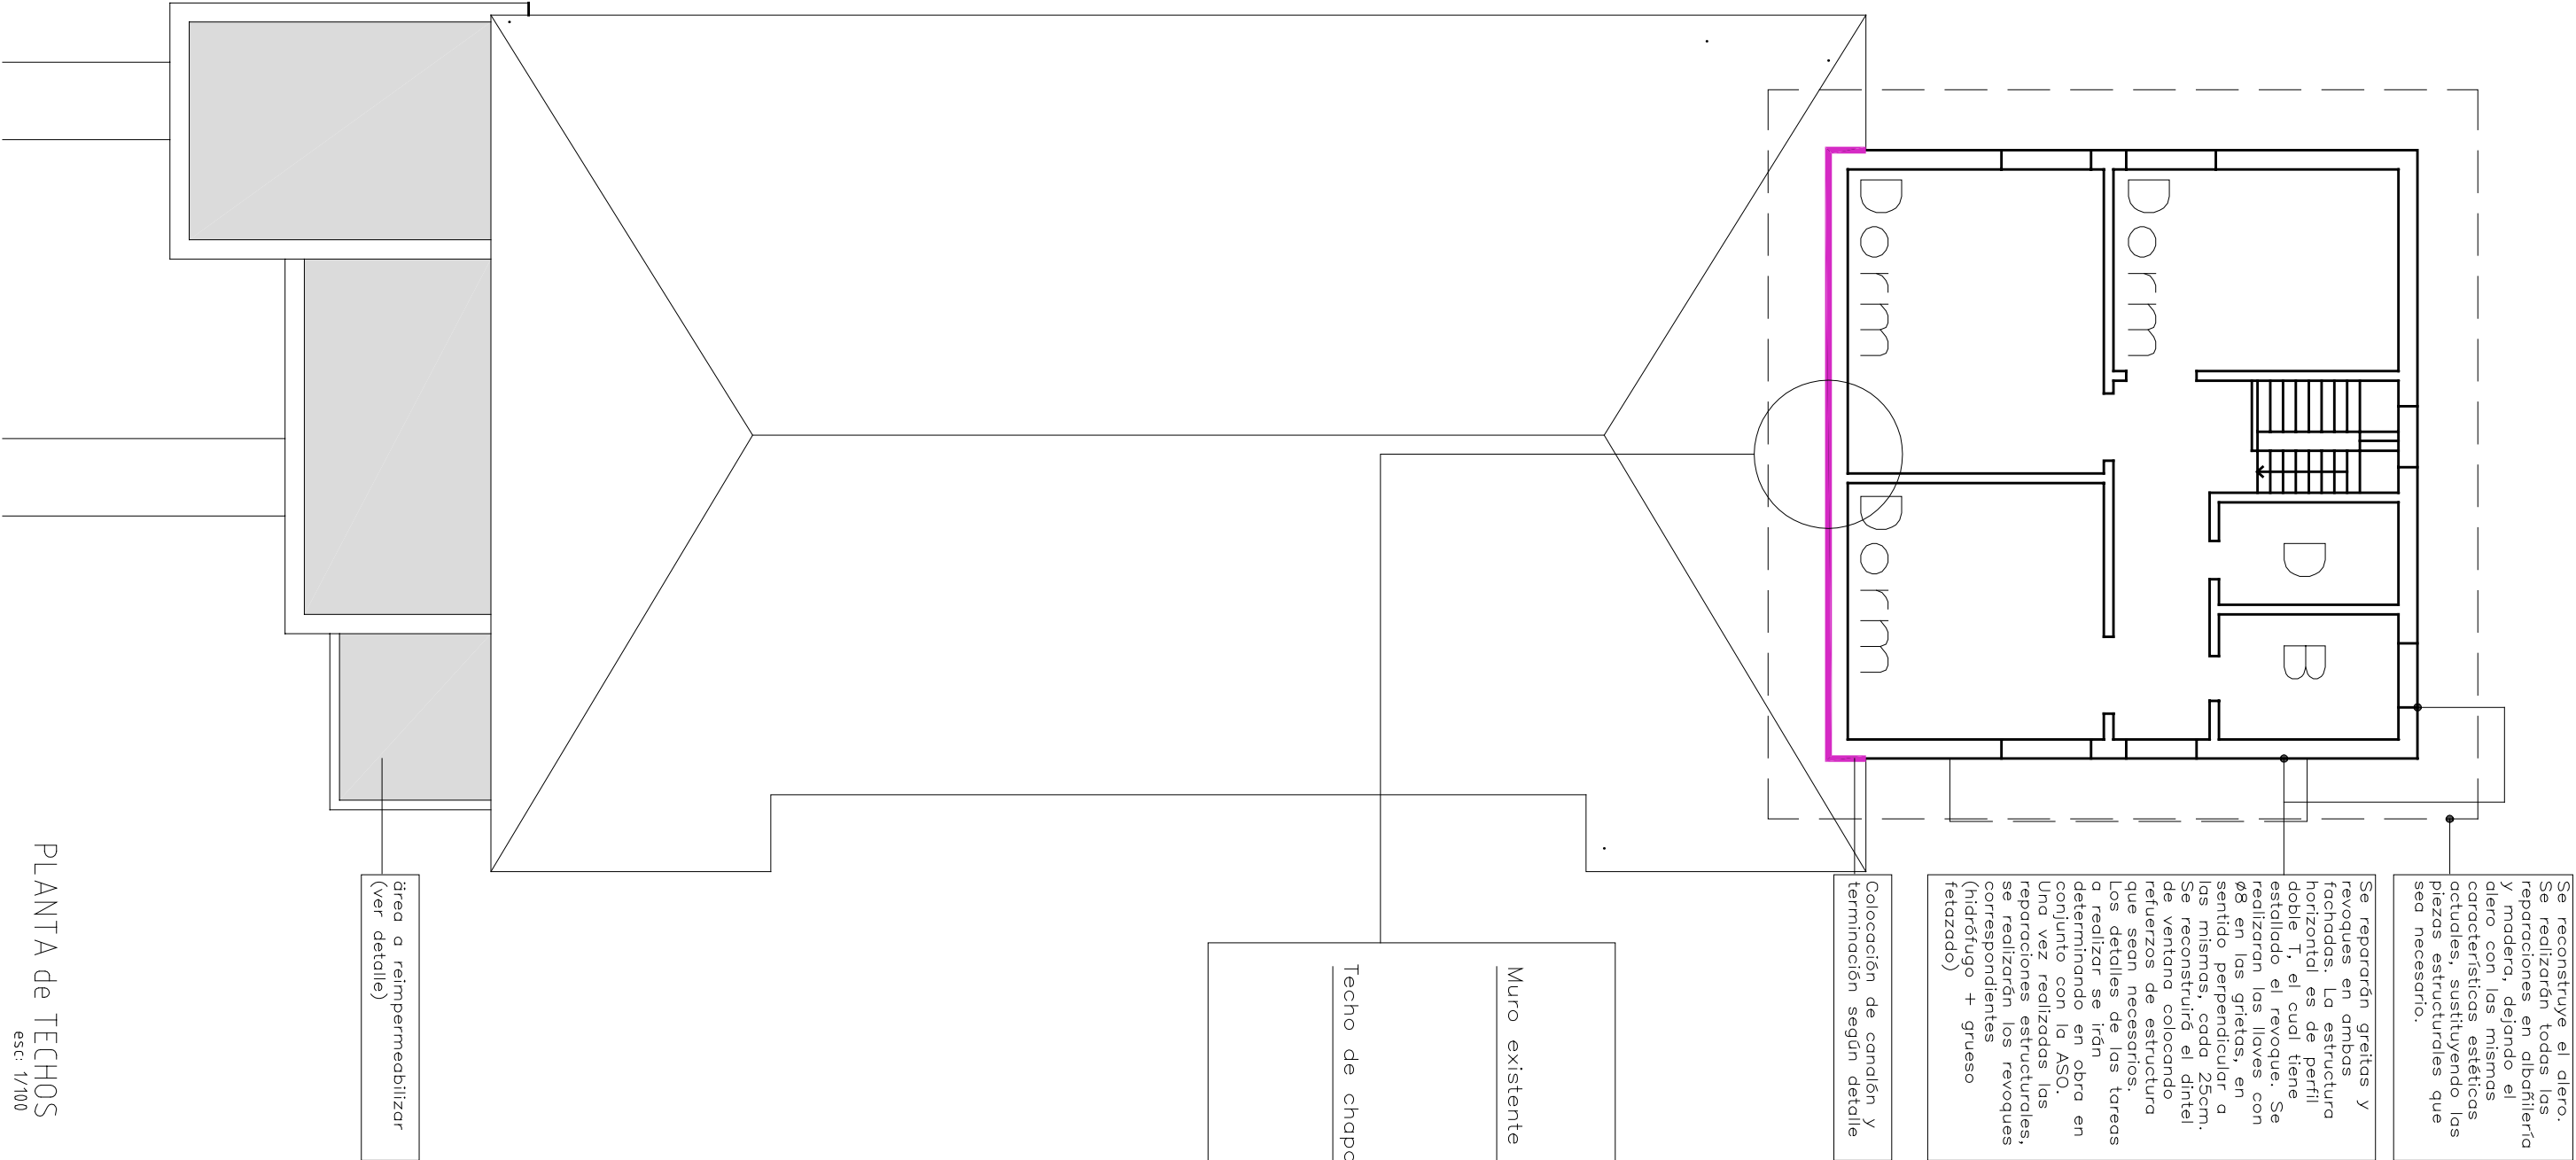 Se reconstruye el alero.
Se realizarán todas las
reparaciones en albañilería
y madera, dejando el
alero con las mismas
características estéticas
actuales, sustituyendo las
piezas estructurales que
sea necesario.
Se repararán greitas y
revoques en ambas
fachadas. La estructura
horizontal es de perfil
doble T, el cual tiene
estallado el revoque. Se
realizaran las llaves con
ø8 en las grietas, en
sentido perpendicular a
las mismas, cada 25cm.
Se reconstruirá el dintel
de ventana colocando
refuerzos de estructura
que sean necesarios.
Los detalles de las tareas
a realizar se irán
determinando en obra en
conjunto con la ASO.
Una vez realizadas las
reparaciones estructurales,
se realizarán los revoques
correspondientes
(hidrófugo + grueso
fetazado)
Colocación de canalón y
terminación según detalle
Muro existente
Techo de chapa
área a reimpermeabilizar
(ver detalle)
Dorm
Dorm
Dorm
D
B
PLANTA de TECHOS
esc: 1/100